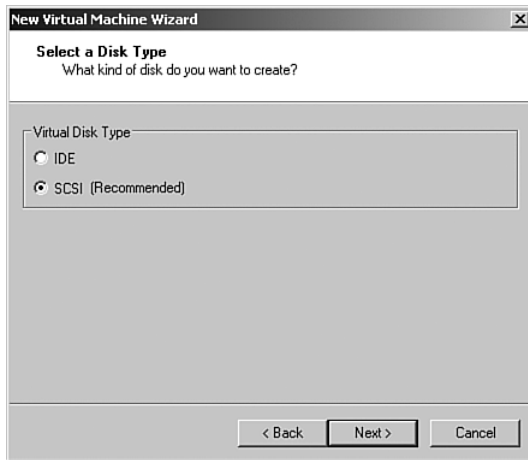 New Virtual Machine Wizard
Select a Disk Type
What kind of disk do you want to create?
Virtual Disk Type
IDE
SCSI (Recommended)
< Back
Next >
Cancel